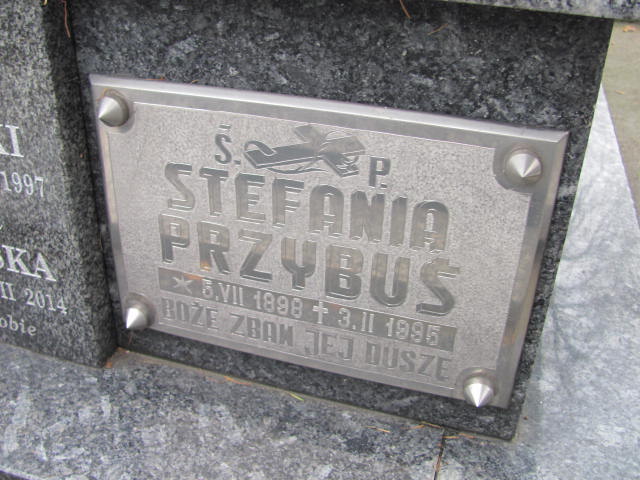 Ś. P.
STEFANIA
PRZYBUŚ
* 5.VII 1898 + 3.II 1995
BOŻE ZBAW JEJ DUSZE
KI
1997
SKA
II 2014
obie